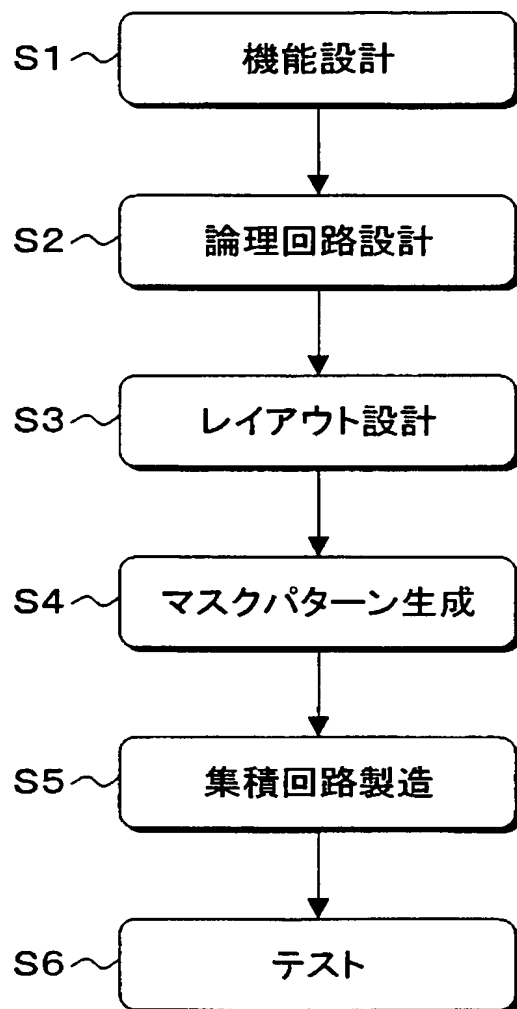 S1 機能設計
S2 論理回路設計
S3 レイアウト設計
S4 マスクパターン生成
S5 集積回路製造
S6 テスト